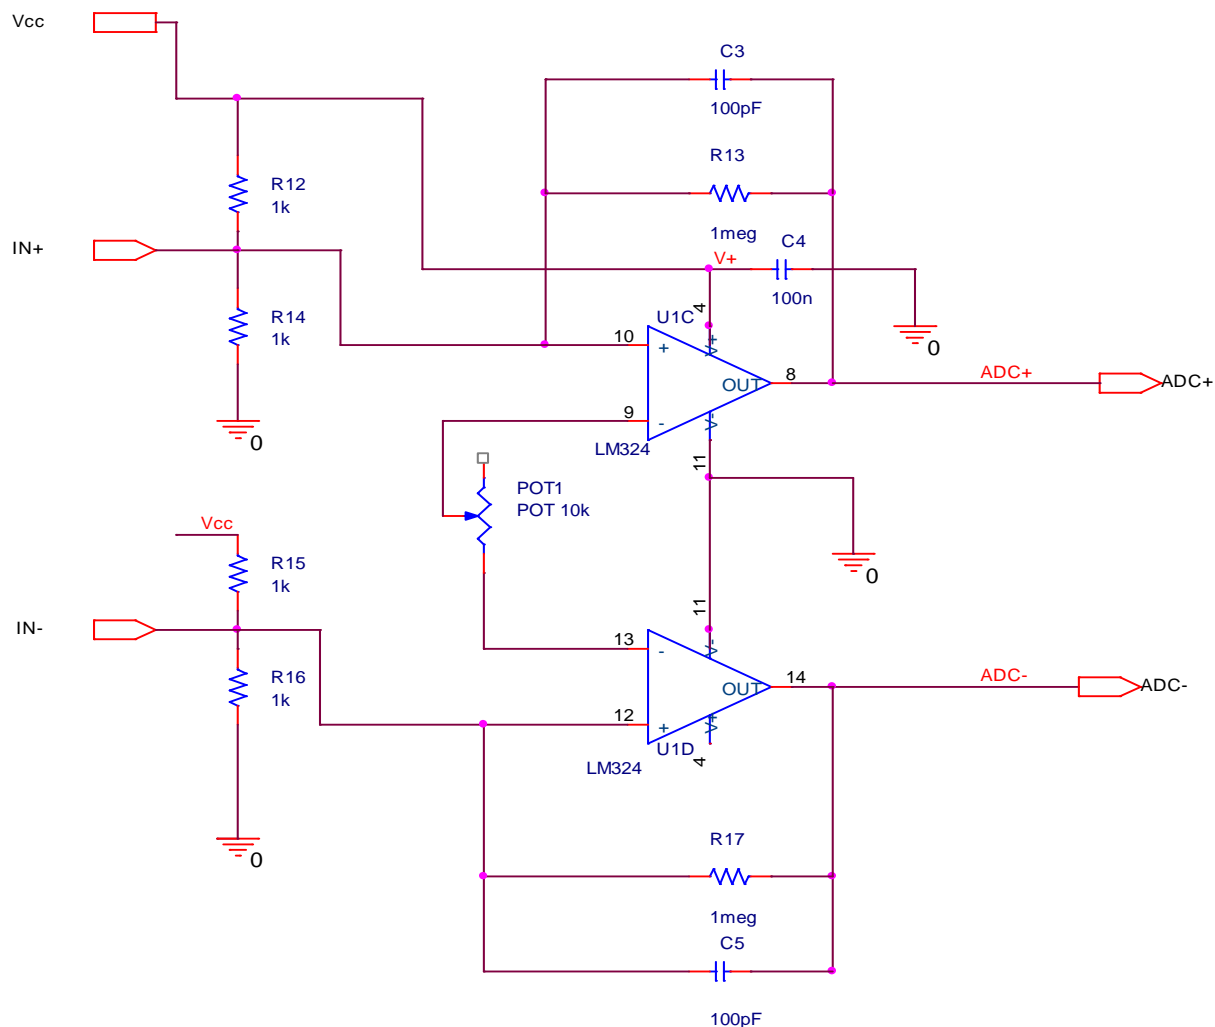 Vcc
C3
100pF
R13
1meg
R12
1k
IN+
C4
V+
100n
4
R14
1k
U1C
10
+
V+
0
OUT
8
ADC+
ADC+
9
-
V-
0
LM324
11
POT1
POT 10k
Vcc
R15
1k
0
11
IN-
13
-
V-
R16
1k
OUT
14
ADC-
ADC-
12
+
V+
U1D
4
LM324
R17
0
1meg
C5
100pF